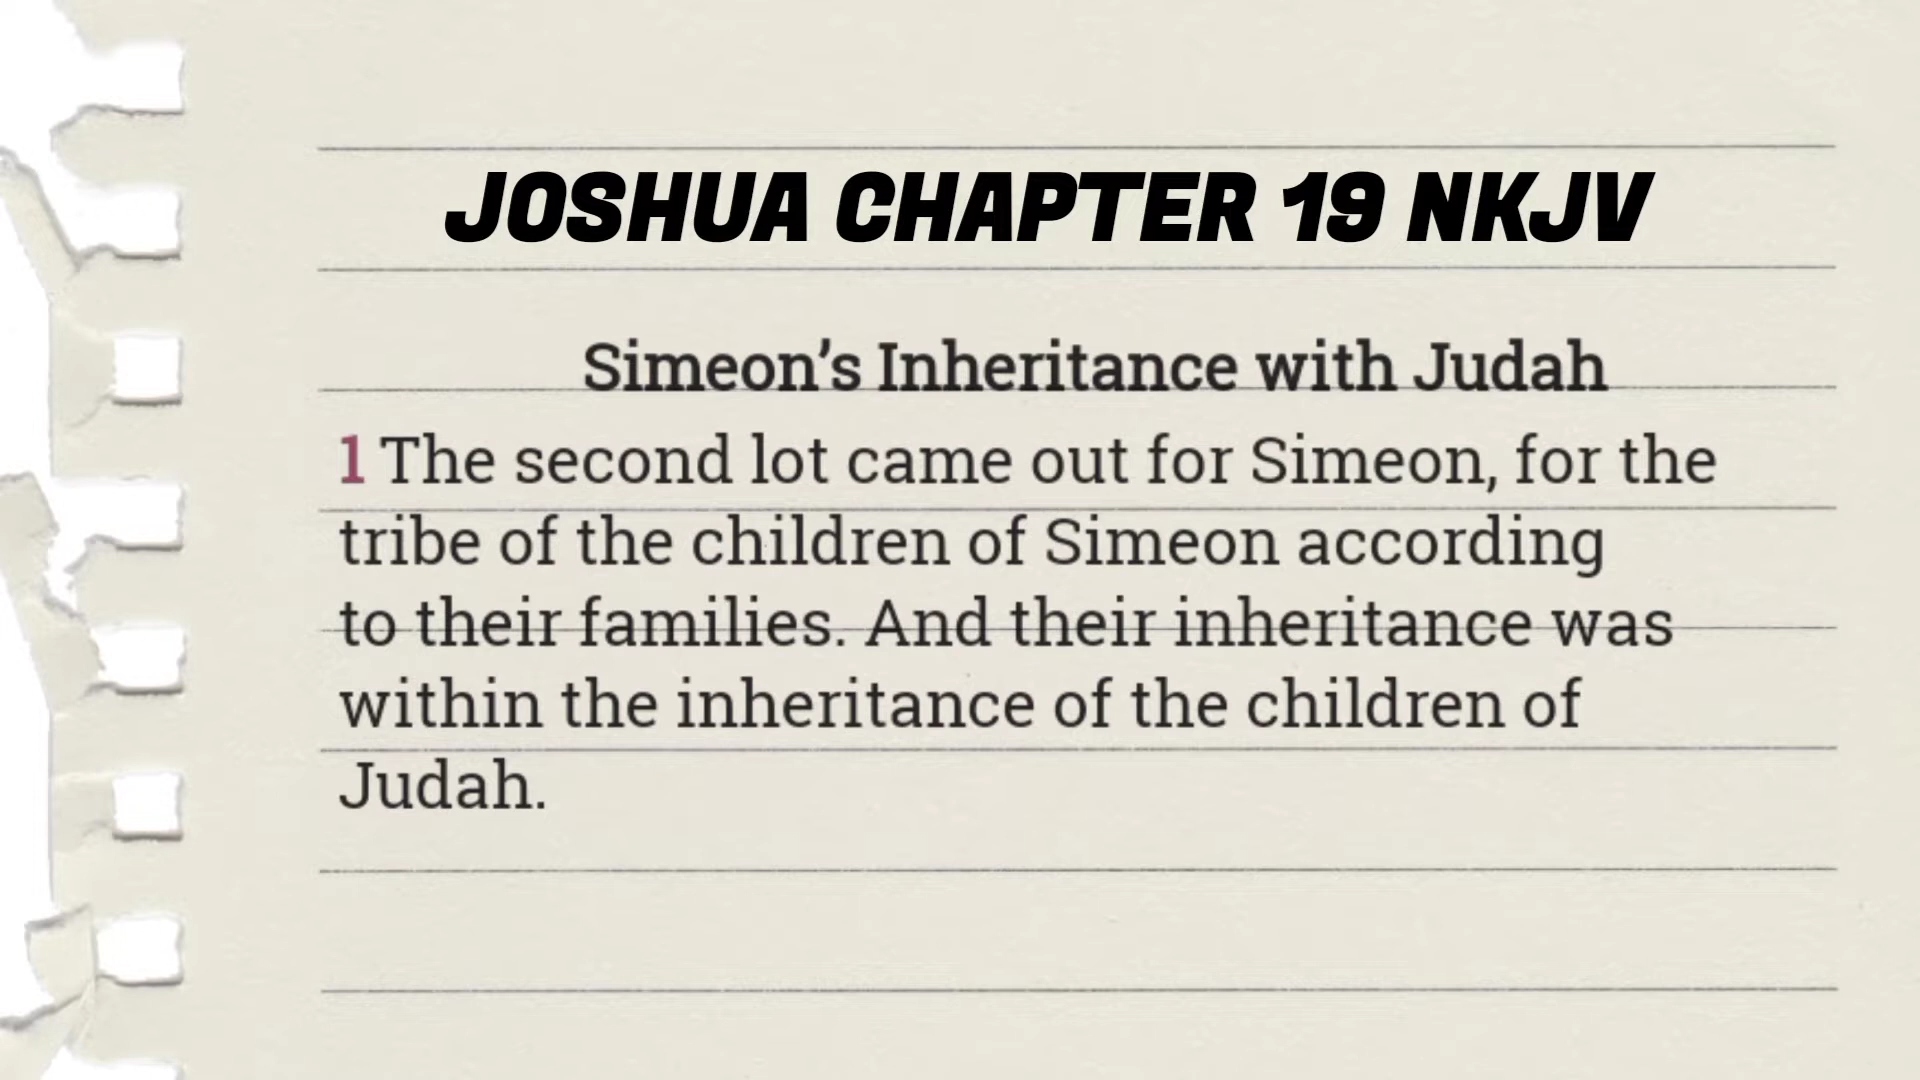 JOSHUA CHAPTER 19 NKJV
Simeon’s Inheritance with Judah
1 The second lot came out for Simeon, for the
tribe of the children of Simeon according
to their families. And their inheritance was
within the inheritance of the children of
Judah.